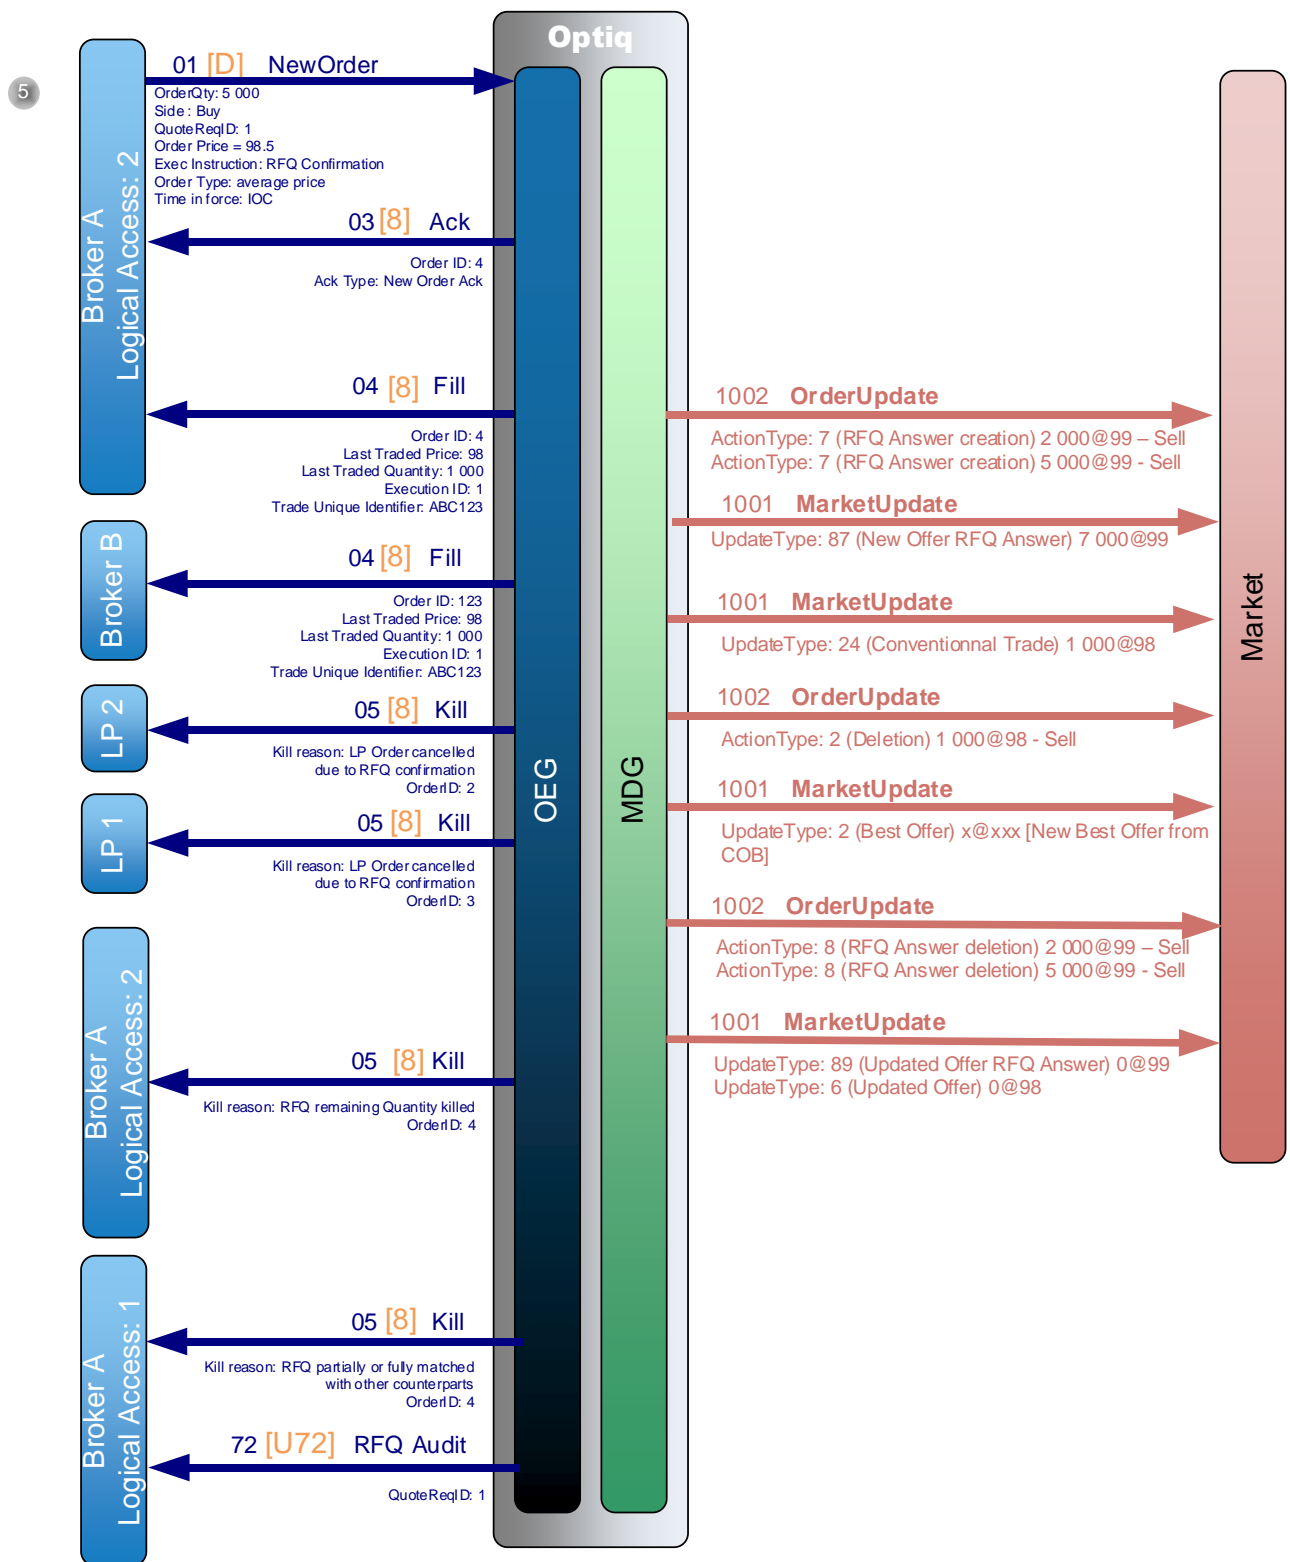 Optiq
5
01 [D] NewOrder
OrderQty: 5 000
Side : Buy
QuoteReqID: 1
Order Price = 98.5
Exec Instruction: RFQ Confirmation
Order Type: average price
Time in force: IOC
Broker A
Logical Access: 2
03 [8] Ack
Order ID: 4
Ack Type: New Order Ack
04 [8] Fill
Order ID: 4
Last Traded Price: 98
Last Traded Quantity: 1 000
Execution ID: 1
Trade Unique Identifier: ABC123
Broker B
04 [8] Fill
Order ID: 123
Last Traded Price: 98
Last Traded Quantity: 1 000
Execution ID: 1
Trade Unique Identifier: ABC123
LP 2
05 [8] Kill
Kill reason: LP Order cancelled
due to RFQ confirmation
OrderID: 2
LP 1
05 [8] Kill
Kill reason: LP Order cancelled
due to RFQ confirmation
OrderID: 3
Broker A
Logical Access: 2
05 [8] Kill
Kill reason: RFQ remaining Quantity killed
OrderID: 4
Broker A
Logical Access: 1
05 [8] Kill
Kill reason: RFQ partially or fully matched
with other counterparts
OrderID: 4
72 [U72] RFQ Audit
QuoteReqID: 1
OEG
MDG
1002 OrderUpdate
ActionType: 7 (RFQ Answer creation) 2 000@99 – Sell
ActionType: 7 (RFQ Answer creation) 5 000@99 - Sell
1001 MarketUpdate
UpdateType: 87 (New Offer RFQ Answer) 7 000@99
1001 MarketUpdate
UpdateType: 24 (Conventionnal Trade) 1 000@98
1002 OrderUpdate
ActionType: 2 (Deletion) 1 000@98 - Sell
1001 MarketUpdate
UpdateType: 2 (Best Offer) x@xxx [New Best Offer from
COB]
1002 OrderUpdate
ActionType: 8 (RFQ Answer deletion) 2 000@99 – Sell
ActionType: 8 (RFQ Answer deletion) 5 000@99 - Sell
1001 MarketUpdate
UpdateType: 89 (Updated Offer RFQ Answer) 0@99
UpdateType: 6 (Updated Offer) 0@98
Market